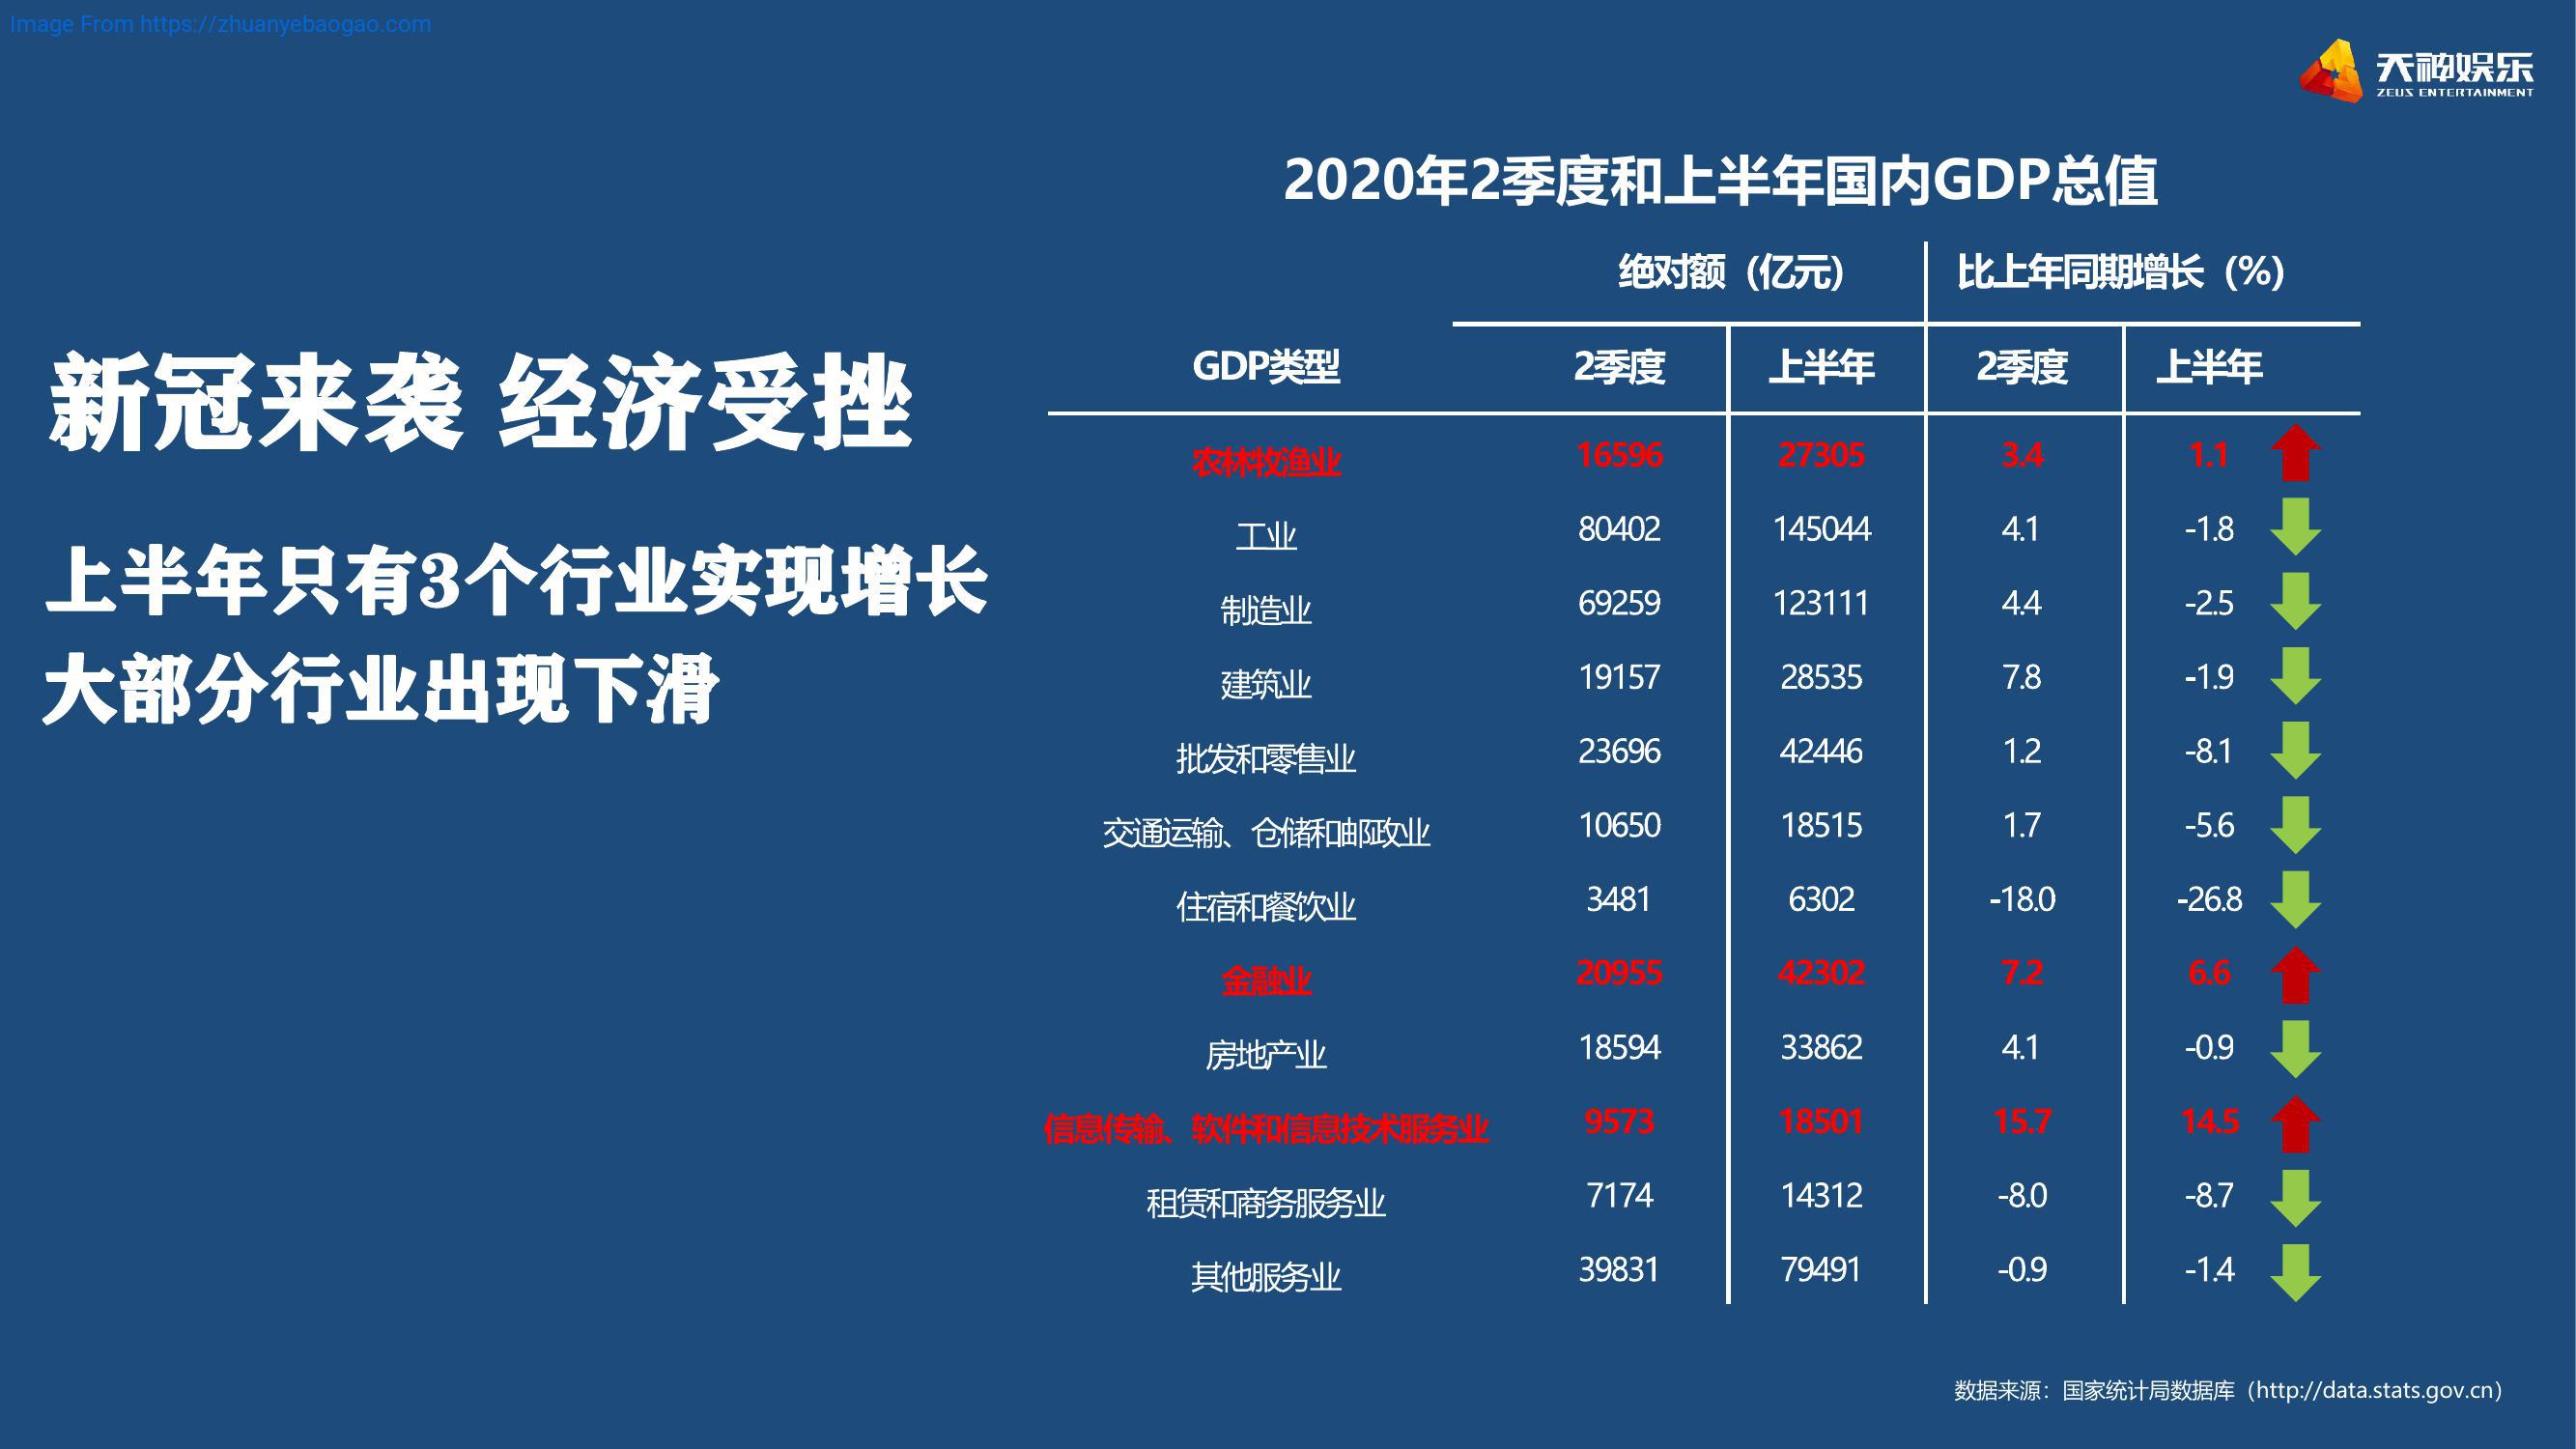 Image From https://zhuanyebaogao.com
天神娱乐
ZEUS ENTERTAINMENT
新冠来袭 经济受挫
上半年只有3个行业实现增长
大部分行业出现下滑
2020年2季度和上半年国内GDP总值
绝对额（亿元） 比上年同期增长（%）
GDP类型 2季度 上半年 2季度 上半年
农林牧渔业 16596 27305 3.4 1.1
工业 80402 145044 4.1 -1.8
制造业 69259 123111 4.4 -2.5
建筑业 19157 28535 7.8 -1.9
批发和零售业 23696 42446 1.2 -8.1
交通运输、仓储和邮政业 10650 18515 1.7 -5.6
住宿和餐饮业 3481 6302 -18.0 -26.8
金融业 20955 42302 7.2 6.6
房地产业 18594 33862 4.1 -0.9
信息传输、软件和信息技术服务业 9573 18501 15.7 14.5
租赁和商务服务业 7174 14312 -8.0 -8.7
其他服务业 39831 79491 -0.9 -1.4
数据来源：国家统计局数据库（http://data.stats.gov.cn）